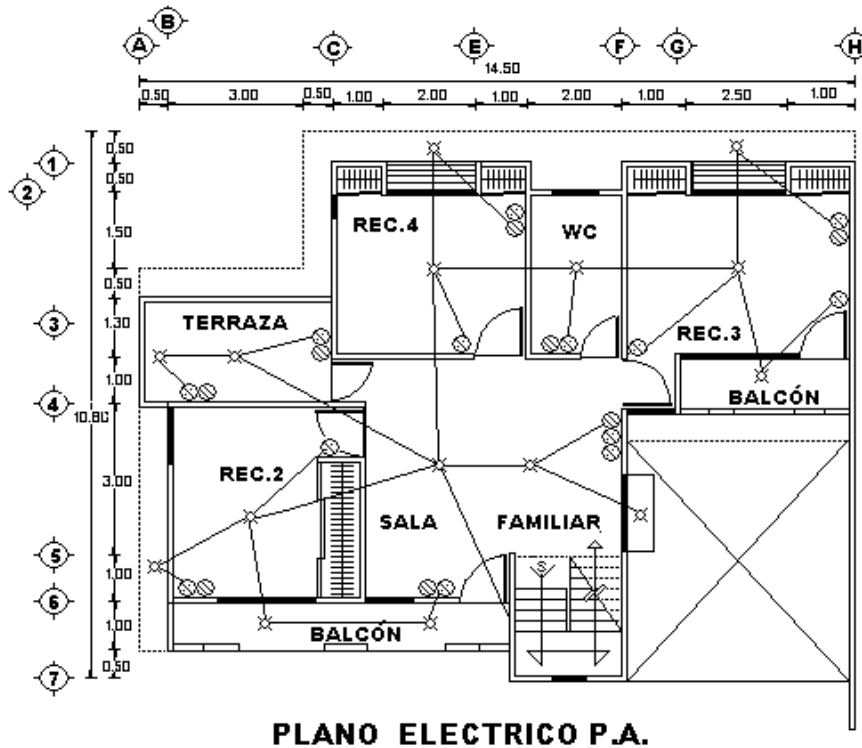 B
A C E F G H
14.50
0.50 3.00 0.50 1.00 2.00 1.00 2.00 1.00 2.50 1.00
1
2
3
4
5
6
7
0.50
0.50
1.50
0.50
1.30
1.00
3.00
1.00
1.00
0.50
10.80
REC.4
WC
REC.3
TERRAZA
BALCÓN
REC.2
SALA FAMILIAR
S
BALCÓN
PLANO ELECTRICO P.A.